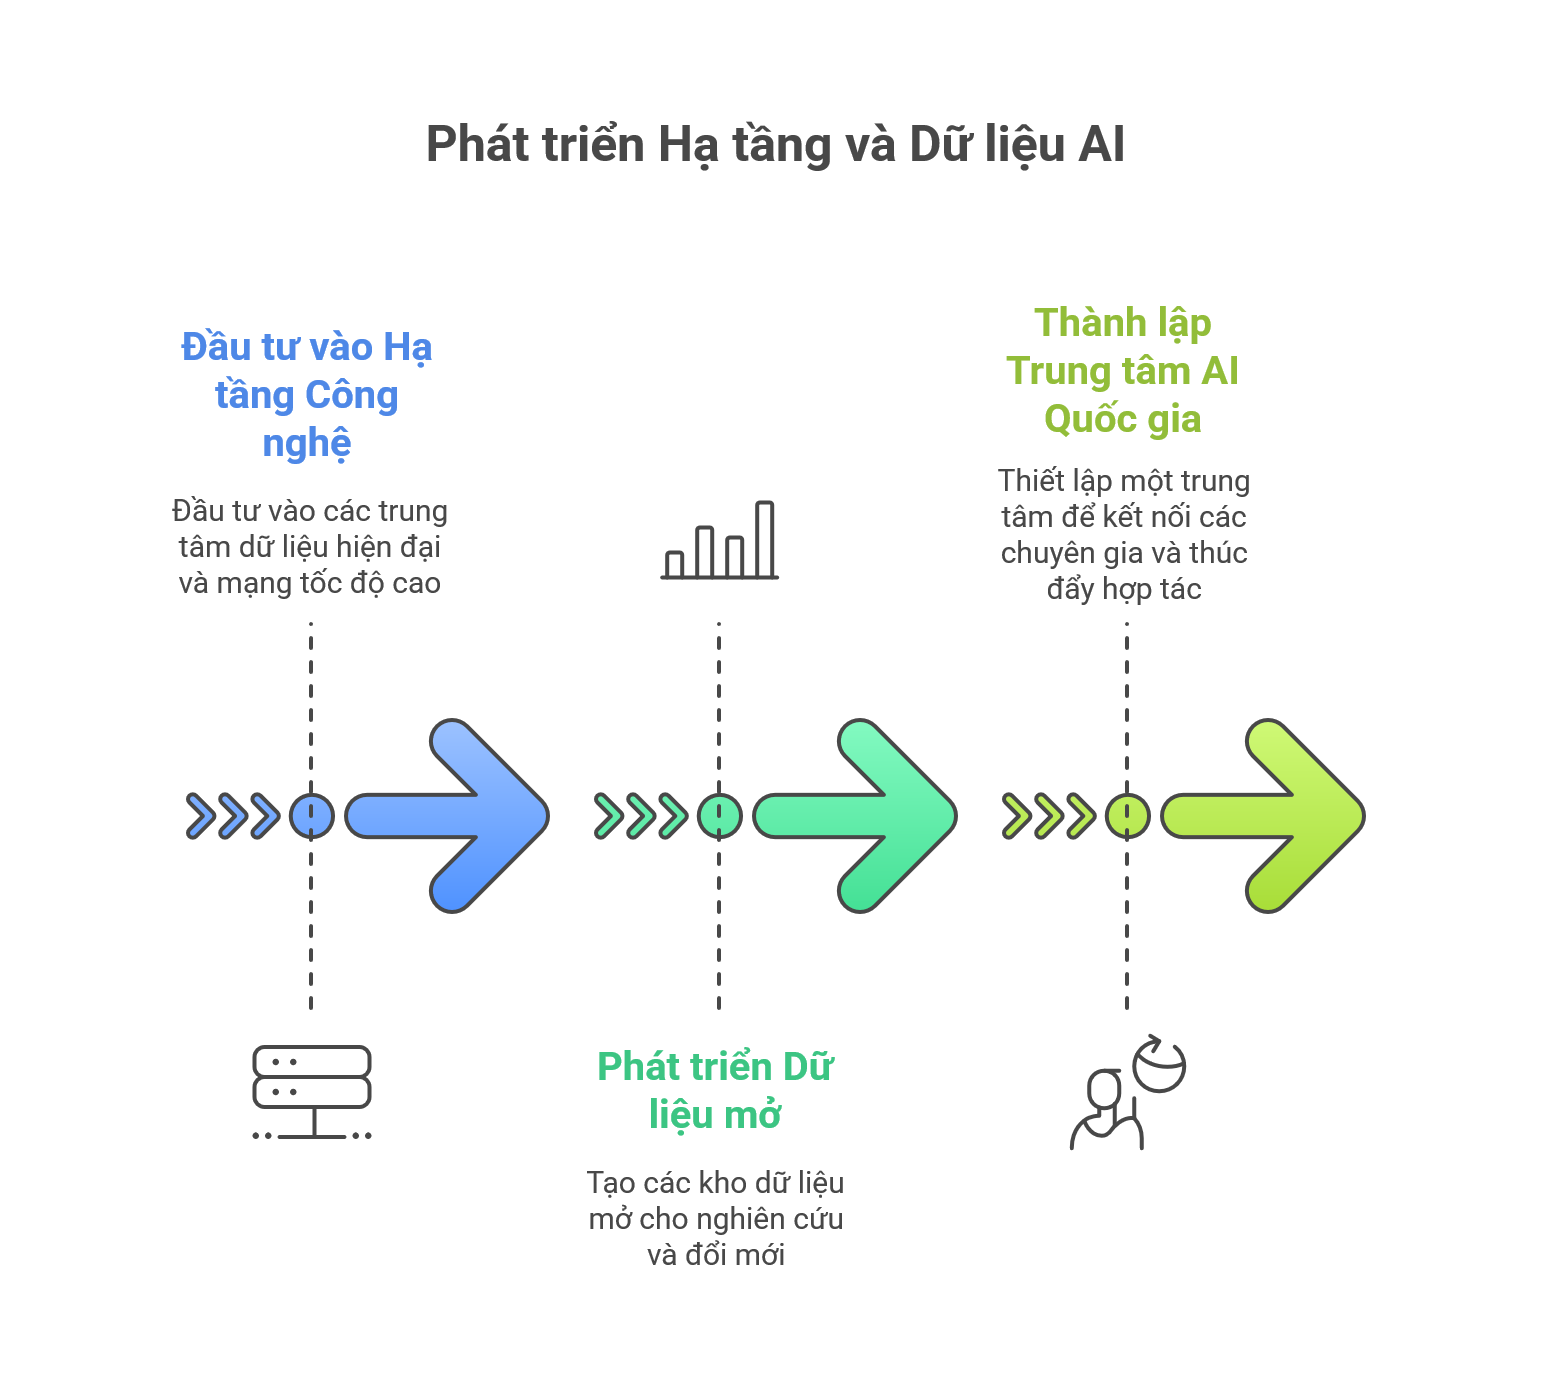 Phát triển Hạ tầng và Dữ liệu AI
Đầu tư vào Hạ
tầng Công
nghệ
Đầu tư vào các trung
tâm dữ liệu hiện đại
và mạng tốc độ cao
Phát triển Dữ
liệu mở
Tạo các kho dữ liệu
mở cho nghiên cứu
và đổi mới
Thành lập
Trung tâm AI
Quốc gia
Thiết lập một trung
tâm để kết nối các
chuyên gia và thúc
đẩy hợp tác